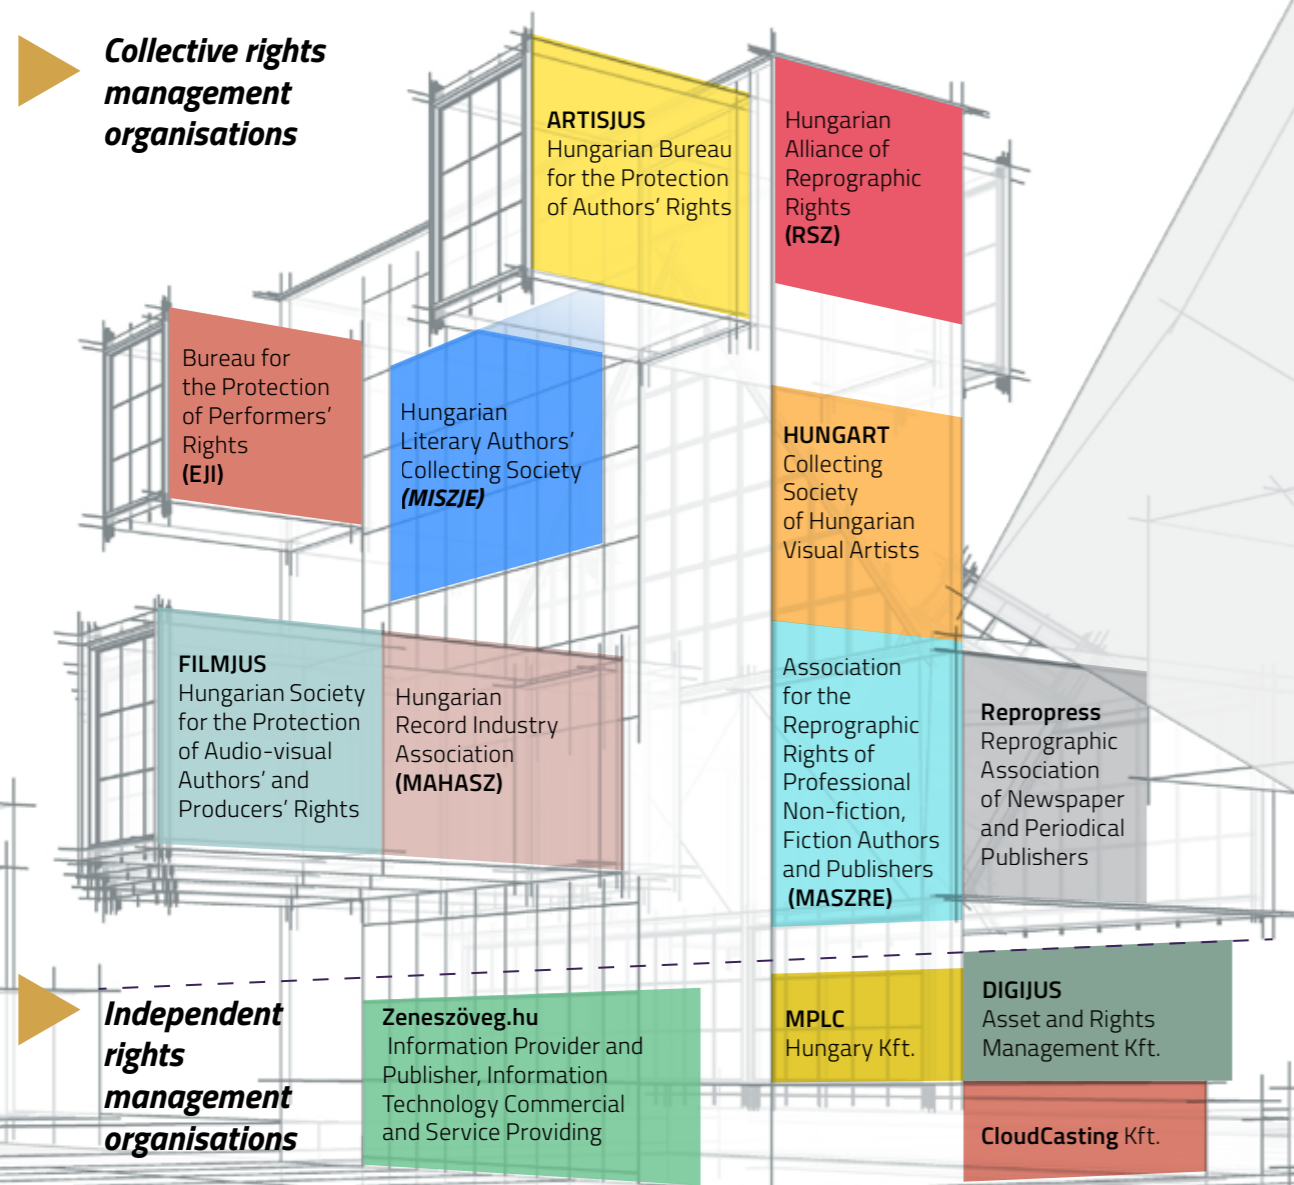 Collective rights
management
organisations
ARTISJUS
Hungarian Bureau
for the Protection
of Authors’ Rights
Hungarian
Alliance of
Reprographic
Rights
(RSZ)
Bureau for
the Protection
of Performers’
Rights
(EJI)
Hungarian
Literary Authors’
Collecting Society
(MISZJE)
HUNGART
Collecting
Society
of Hungarian
Visual Artists
FILMJUS
Hungarian Society
for the Protection
of Audio-visual
Authors’ and
Producers’ Rights
Hungarian
Record Industry
Association
(MAHASZ)
Association
for the
Reprographic
Rights of
Professional
Non-fiction,
Fiction Authors
and Publishers
(MASZRE)
Repropress
Reprographic
Association
of Newspaper
and Periodical
Publishers
Independent
rights
management
organisations
Zeneszöveg.hu
Information Provider and
Publisher, Information
Technology Commercial
and Service Providing
MPLC
Hungary Kft.
DIGIJUS
Asset and Rights
Management Kft.
CloudCasting Kft.